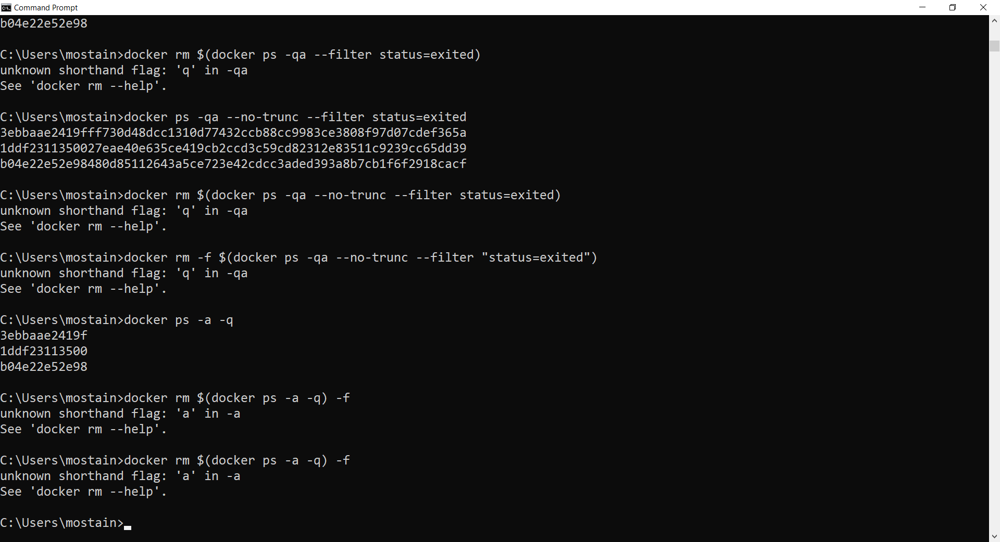 Command Prompt
b04e22e52e98
C:\Users\mostain>docker rm $(docker ps -qa --filter status=exited)
unknown shorthand flag: 'q' in -qa
See 'docker rm --help'.
C:\Users\mostain>docker ps -qa --no-trunc --filter status=exited
3ebbaae2419fff730d48dcc1310d77432ccb88cc9983ce3808f97d07cdef365a
1ddf2311350027eae40e635ce419cb2ccd3c59cd82312e83511c9239cc65dd39
b04e22e52e98480d85112643a5ce723e42cdcc3aded393a8b7cb1f6f2918cacf
C:\Users\mostain>docker rm $(docker ps -qa --no-trunc --filter status=exited)
unknown shorthand flag: 'q' in -qa
See 'docker rm --help'.
C:\Users\mostain>docker rm -f $(docker ps -qa --no-trunc --filter "status=exited")
unknown shorthand flag: 'q' in -qa
See 'docker rm --help'.
C:\Users\mostain>docker ps -a -q
3ebbaae2419f
1ddf23113500
b04e22e52e98
C:\Users\mostain>docker rm $(docker ps -a -q) -f
unknown shorthand flag: 'a' in -a
See 'docker rm --help'.
C:\Users\mostain>docker rm $(docker ps -a -q) -f
unknown shorthand flag: 'a' in -a
See 'docker rm --help'.
C:\Users\mostain>